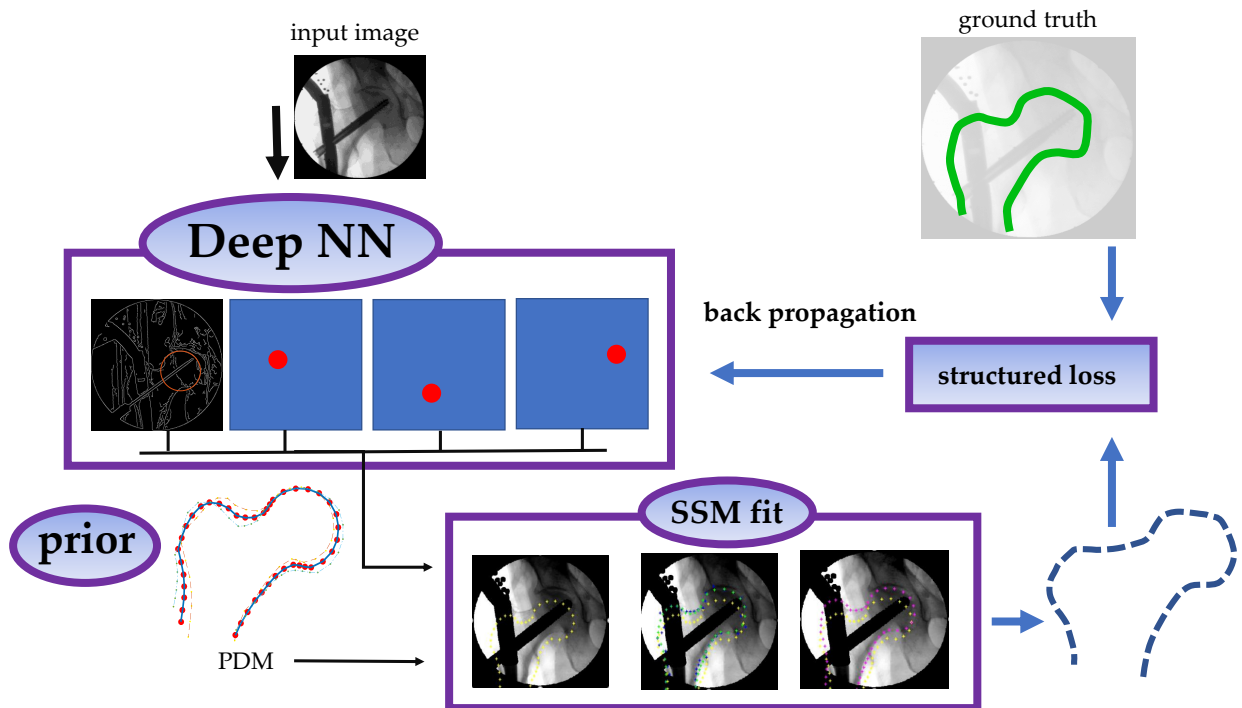 input image
ground truth
Deep NN
back propagation
structured loss
prior
SSM fit
PDM